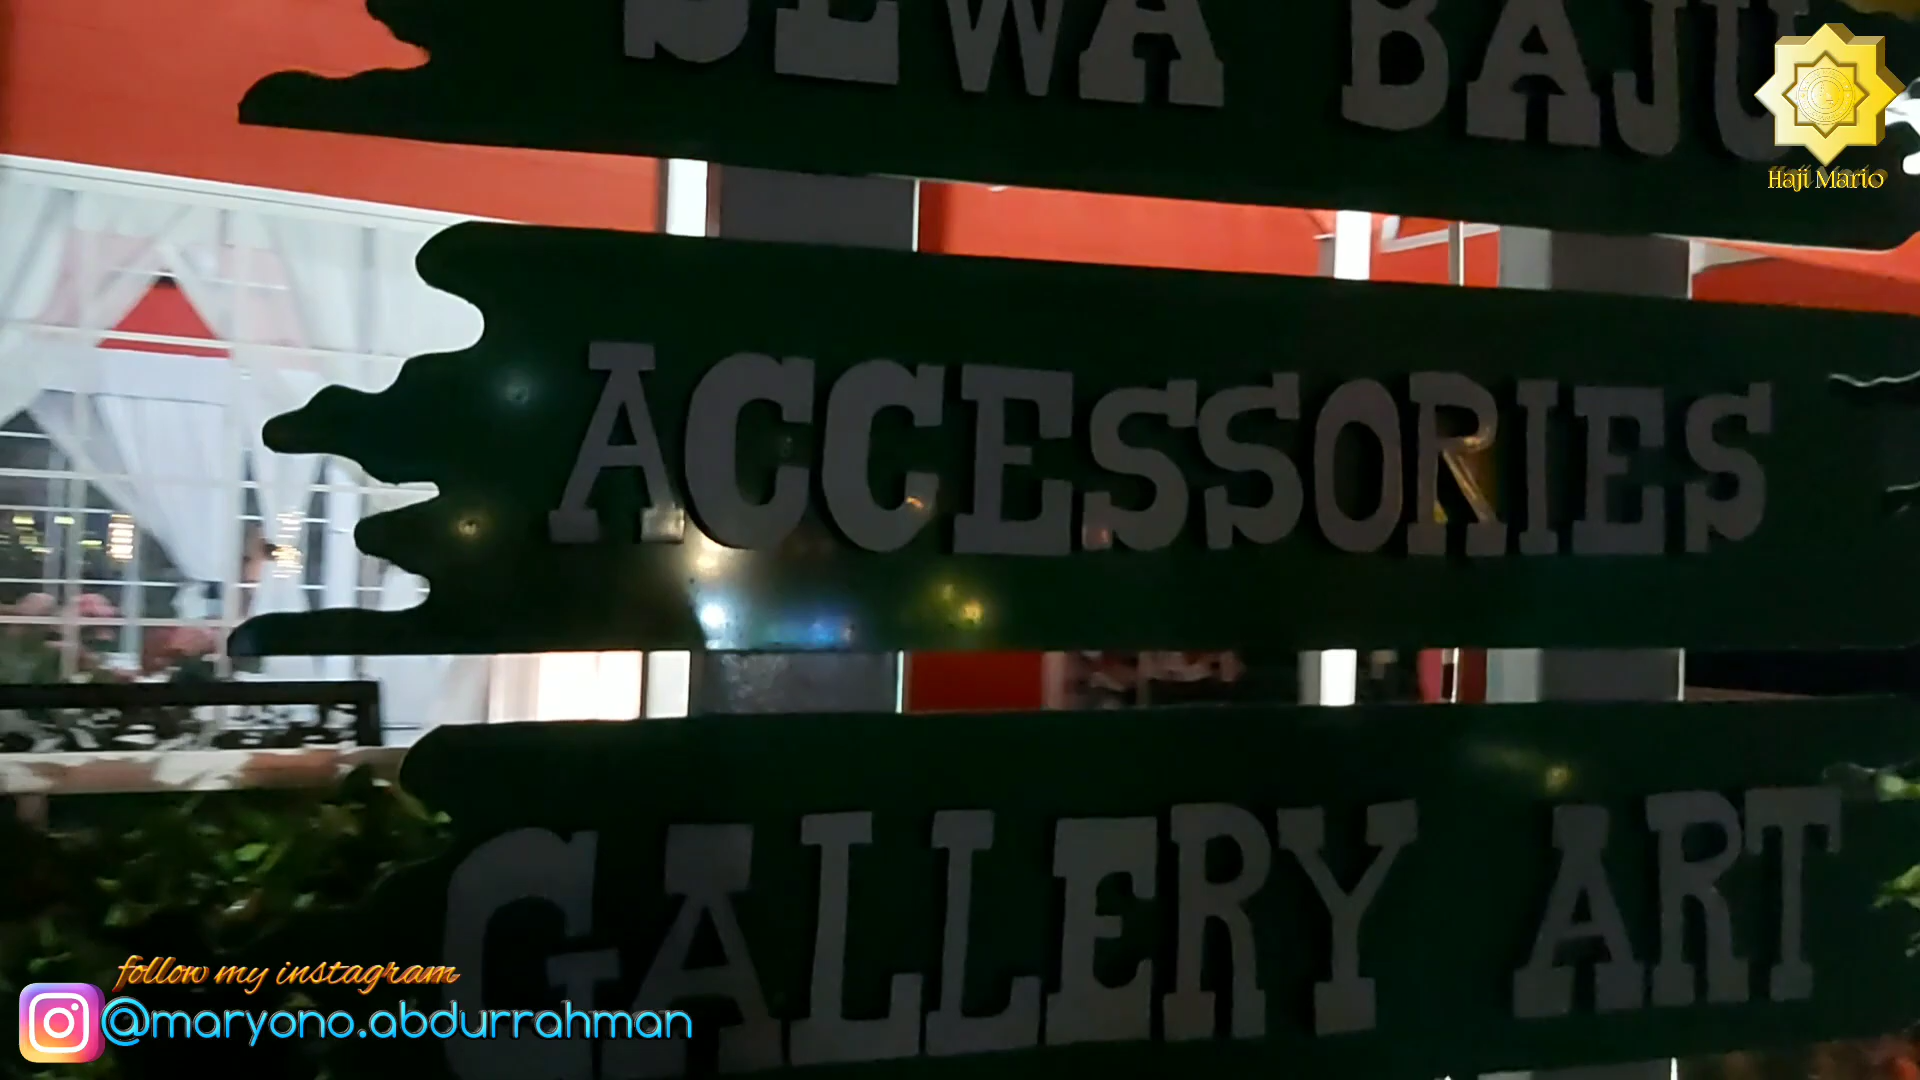 SEWA BAJU
Haji Mario
ACCESSORIES
GALLERY ART
follow my instagram
@maryono.abdurrahman